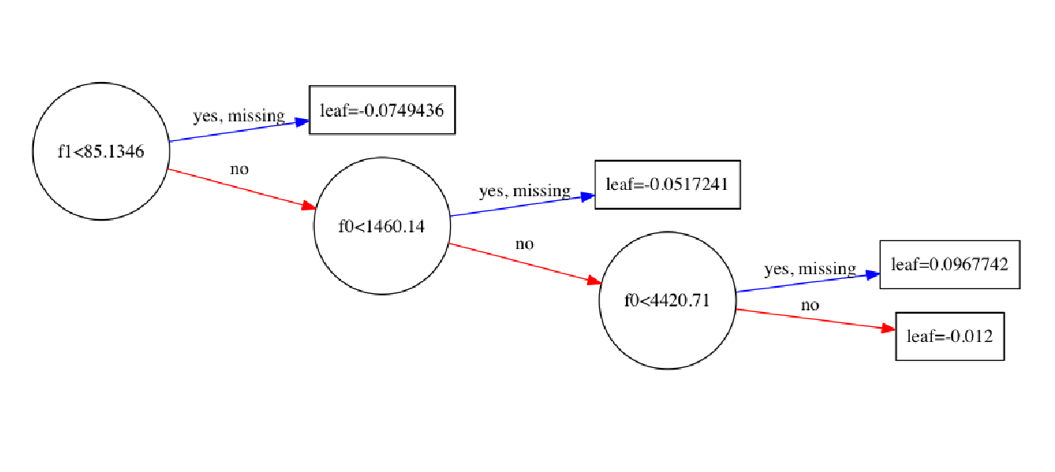 f1<85.1346
yes, missing
leaf=-0.0749436
no
f0<1460.14
yes, missing
leaf=-0.0517241
no
f0<4420.71
yes, missing
leaf=0.0967742
no
leaf=-0.012